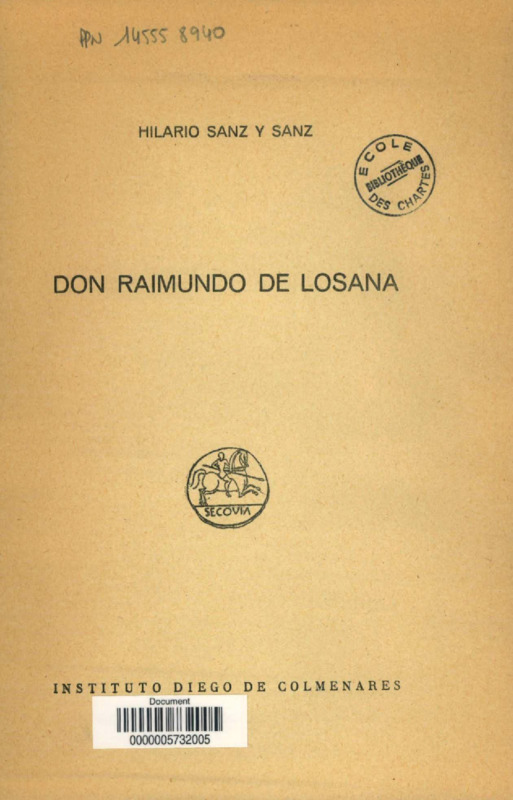 PPN 14555 8940
HILARIO SANZ Y SANZ
ECOLE
BIBLIOTHÈQUE
DES CHARTES
DON RAIMUNDO DE LOSANA
SECOVIA
INSTITUTO DIEGO DE COLMENARES
Document
0000005732005